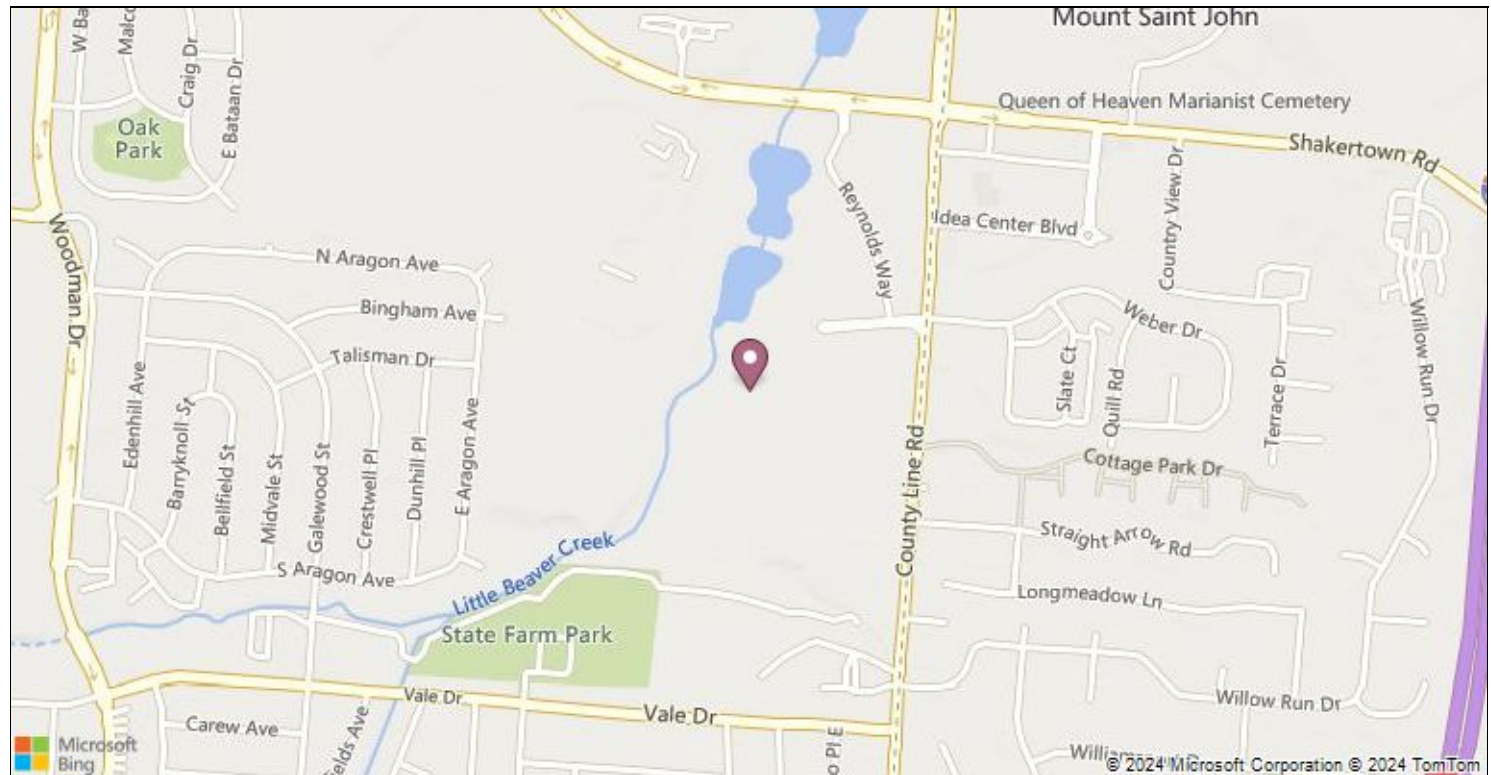 Mount Saint John
W Ba
Malco
Craig Dr
E Bataan Dr
Oak
Park
Queen of Heaven Marianist Cemetery
Shakertown Rd
Woodman Dr
Reynolds Way
Idea Center Blvd
Country View Dr
N Aragon Ave
Bingham Ave
Talisman Dr
Weber Dr
Willow Run Dr
Slate Ct
Quill Rd
Terrace Dr
Edenhill Ave
Barryknoll St
Bellfield St
Midvale St
Galewood St
Crestwell Pl
Dunhill Pl
E Aragon Ave
County Line Rd
Cottage Park Dr
Straight Arrow Rd
S Aragon Ave
Little Beaver Creek
Longmeadow Ln
State Farm Park
Vale Dr
Vale Dr
Willow Run Dr
Carew Ave
elds Ave
o Pl E
Microsoft
Bing
© 2024 Microsoft Corporation © 2024 TomTom